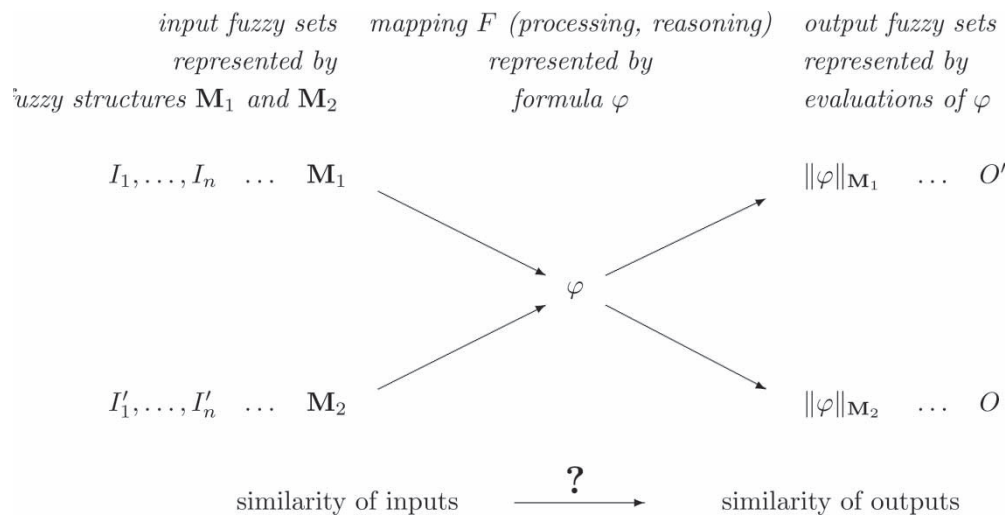 input fuzzy sets mapping F (processing, reasoning) output fuzzy sets
represented by represented by represented by
fuzzy structures M₁ and M₂ formula φ evaluations of φ
I₁, . . . , Iₙ . . . M₁ ‖φ‖M₁ . . . O′
φ
I′₁, . . . , I′ₙ . . . M₂ ‖φ‖M₂ . . . O
?
similarity of inputs similarity of outputs